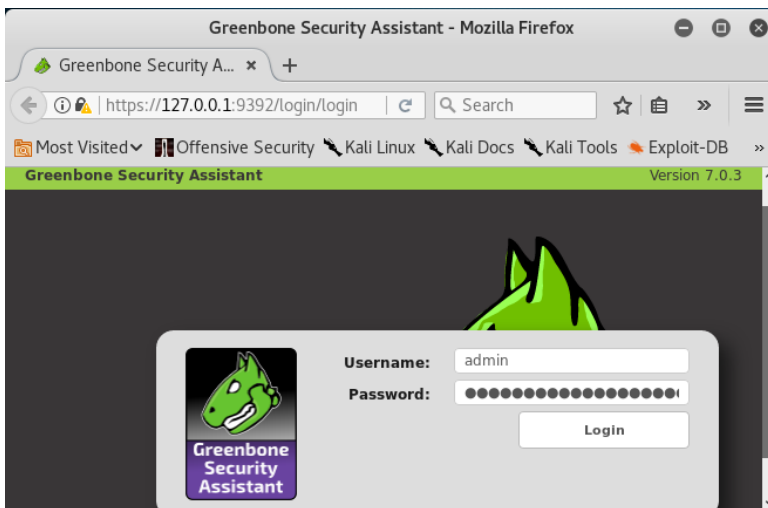 Greenbone Security Assistant - Mozilla Firefox
Greenbone Security A... × +
https://127.0.0.1:9392/login/login Search »
Most Visited Offensive Security Kali Linux Kali Docs Kali Tools Exploit-DB »
Greenbone Security Assistant Version 7.0.3
Username: admin
Password: ●●●●●●●●●●●●●●●●●●●
Login
Greenbone
Security
Assistant